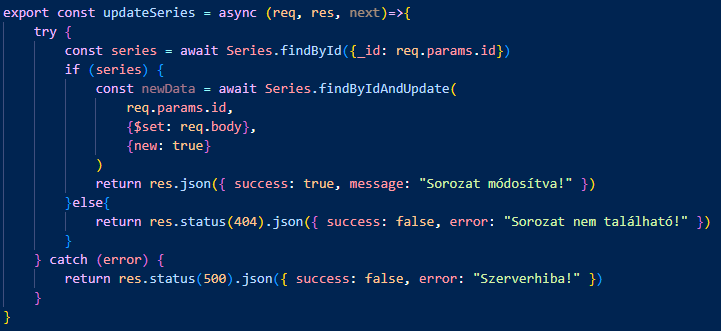 export const updateSeries = async (req, res, next)=>{
    try {
        const series = await Series.findById({_id: req.params.id})
        if (series) {
            const newData = await Series.findByIdAndUpdate(
                req.params.id,
                {$set: req.body},
                {new: true}
            )
            return res.json({ success: true, message: "Sorozat módosítva!" })
        }else{
            return res.status(404).json({ success: false, error: "Sorozat nem található!" })
        }
    } catch (error) {
        return res.status(500).json({ success: false, error: "Szerverhiba!" })
    }
}